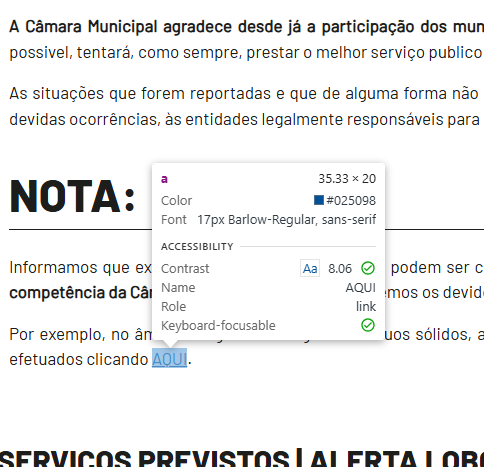 A Câmara Municipal agradece desde já a participação dos mun
possivel, tentará, como sempre, prestar o melhor serviço publico
As situações que forem reportadas e que de alguma forma não
devidas ocorrências, às entidades legalmente responsáveis para
NOTA:
a 35.33 × 20
Color #025098
Font 17px Barlow-Regular, sans-serif
ACCESSIBILITY
Contrast Aa 8.06
Name AQUI
Role link
Keyboard-focusable
Informamos que ex podem ser c
competência da Câ emos os devid
Por exemplo, no âm uos sólidos, a
efetuados clicando AQUI.
SERVIÇOS PREVISTOS | ALERTA LOBO